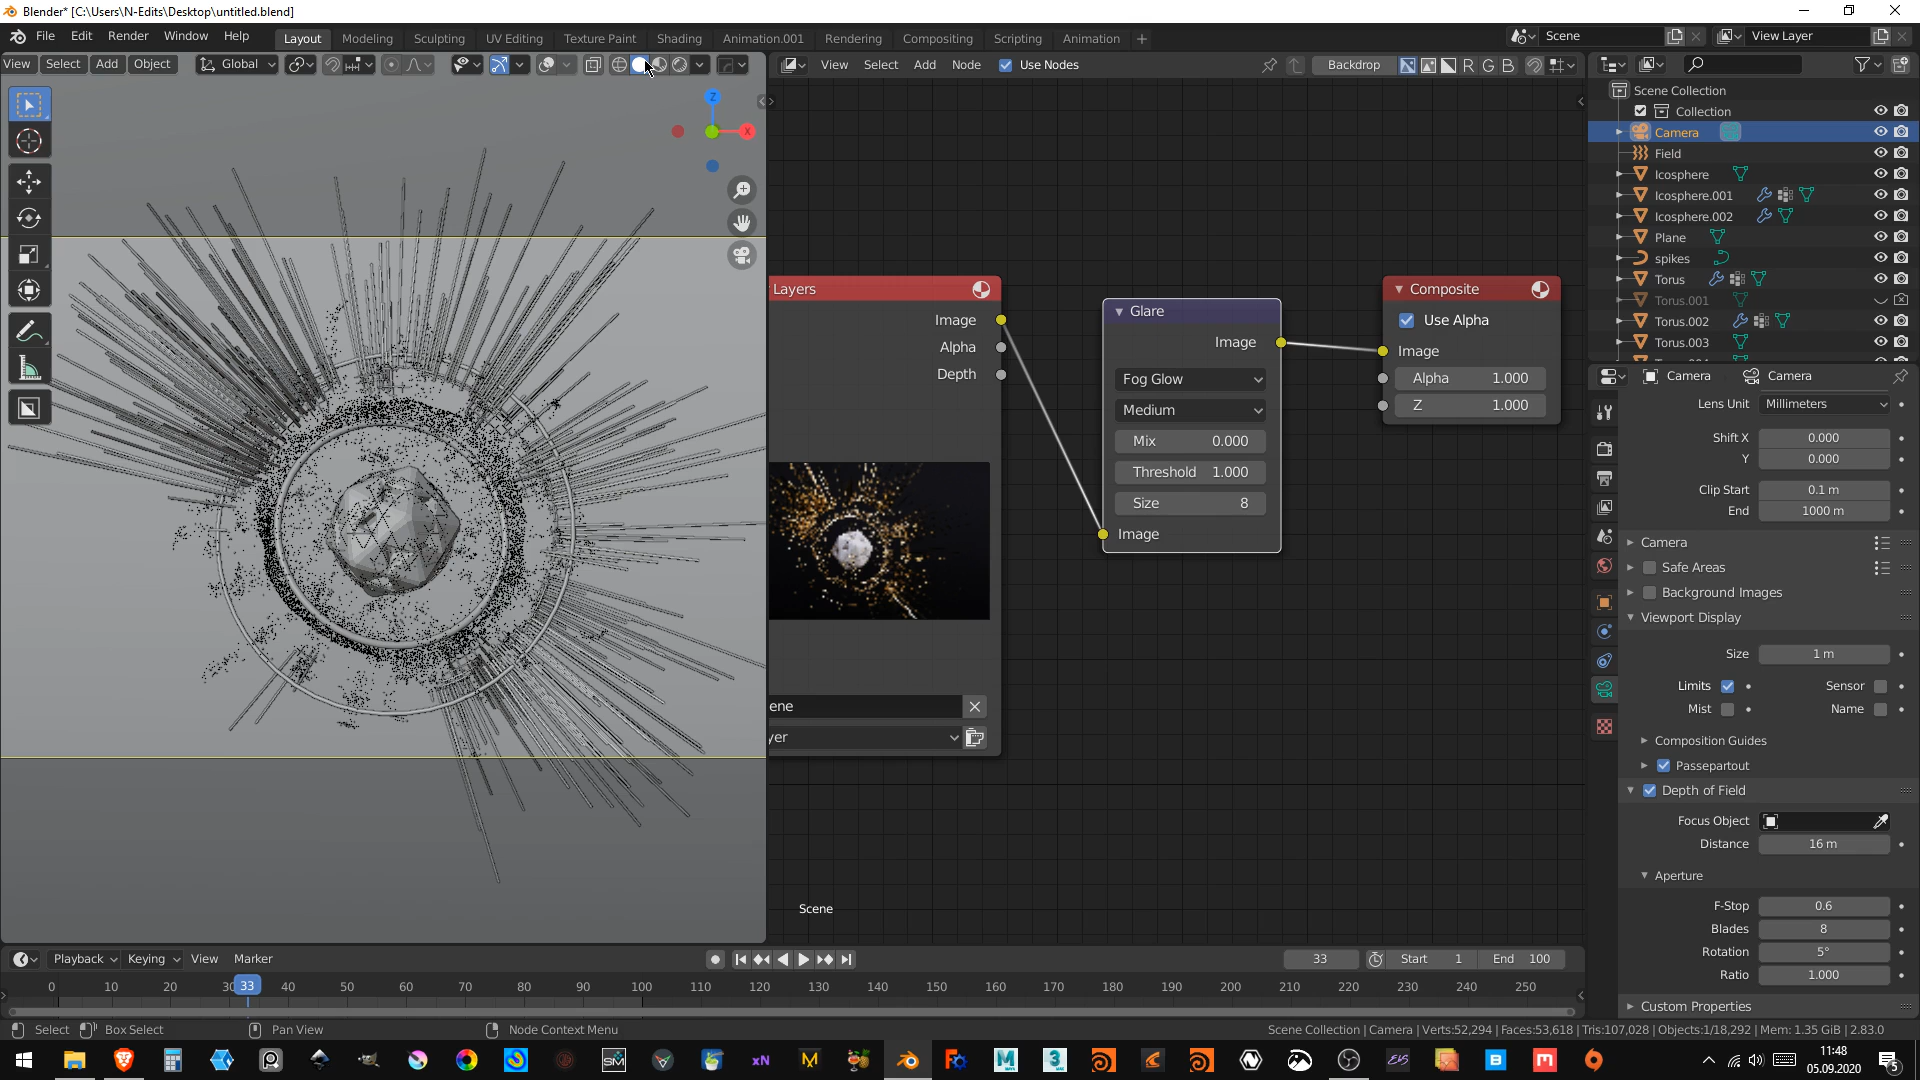 Blender* [C:\Users\N-Edits\Desktop\untitled.blend]
File Edit Render Window Help Layout Modeling Sculpting UV Editing Texture Paint Shading Animation.001 Rendering Compositing Scripting Animation + Scene View Layer
View Select Add Object Global View Select Add Node Use Nodes Backdrop R G B
Z
X
Scene Collection
Collection
Camera
Field
Icosphere
Icosphere.001
Icosphere.002
Plane
spikes
Torus
Torus.001
Torus.002
Torus.003
Layers
Image
Alpha
Depth
ene
yer
Glare
Image
Fog Glow
Medium
Mix 0.000
Threshold 1.000
Size 8
Image
Composite
Use Alpha
Image
Alpha 1.000
Z 1.000
Scene
Camera Camera
Lens Unit Millimeters
Shift X 0.000
Y 0.000
Clip Start 0.1 m
End 1000 m
Camera
Safe Areas
Background Images
Viewport Display
Size 1 m
Limits Sensor
Mist Name
Composition Guides
Passepartout
Depth of Field
Focus Object
Distance 16 m
Aperture
F-Stop 0.6
Blades 8
Rotation 5°
Ratio 1.000
Custom Properties
Playback Keying View Marker 33 Start 1 End 100
0 10 20 30 33 40 50 60 70 80 90 100 110 120 130 140 150 160 170 180 190 200 210 220 230 240 250
Select Box Select Pan View Node Context Menu Scene Collection | Camera | Verts:52,294 | Faces:53,618 | Tris:107,028 | Objects:1/18,292 | Mem: 1.35 GiB | 2.83.0
SM xN M 3 B
11:48
05.09.2020
5